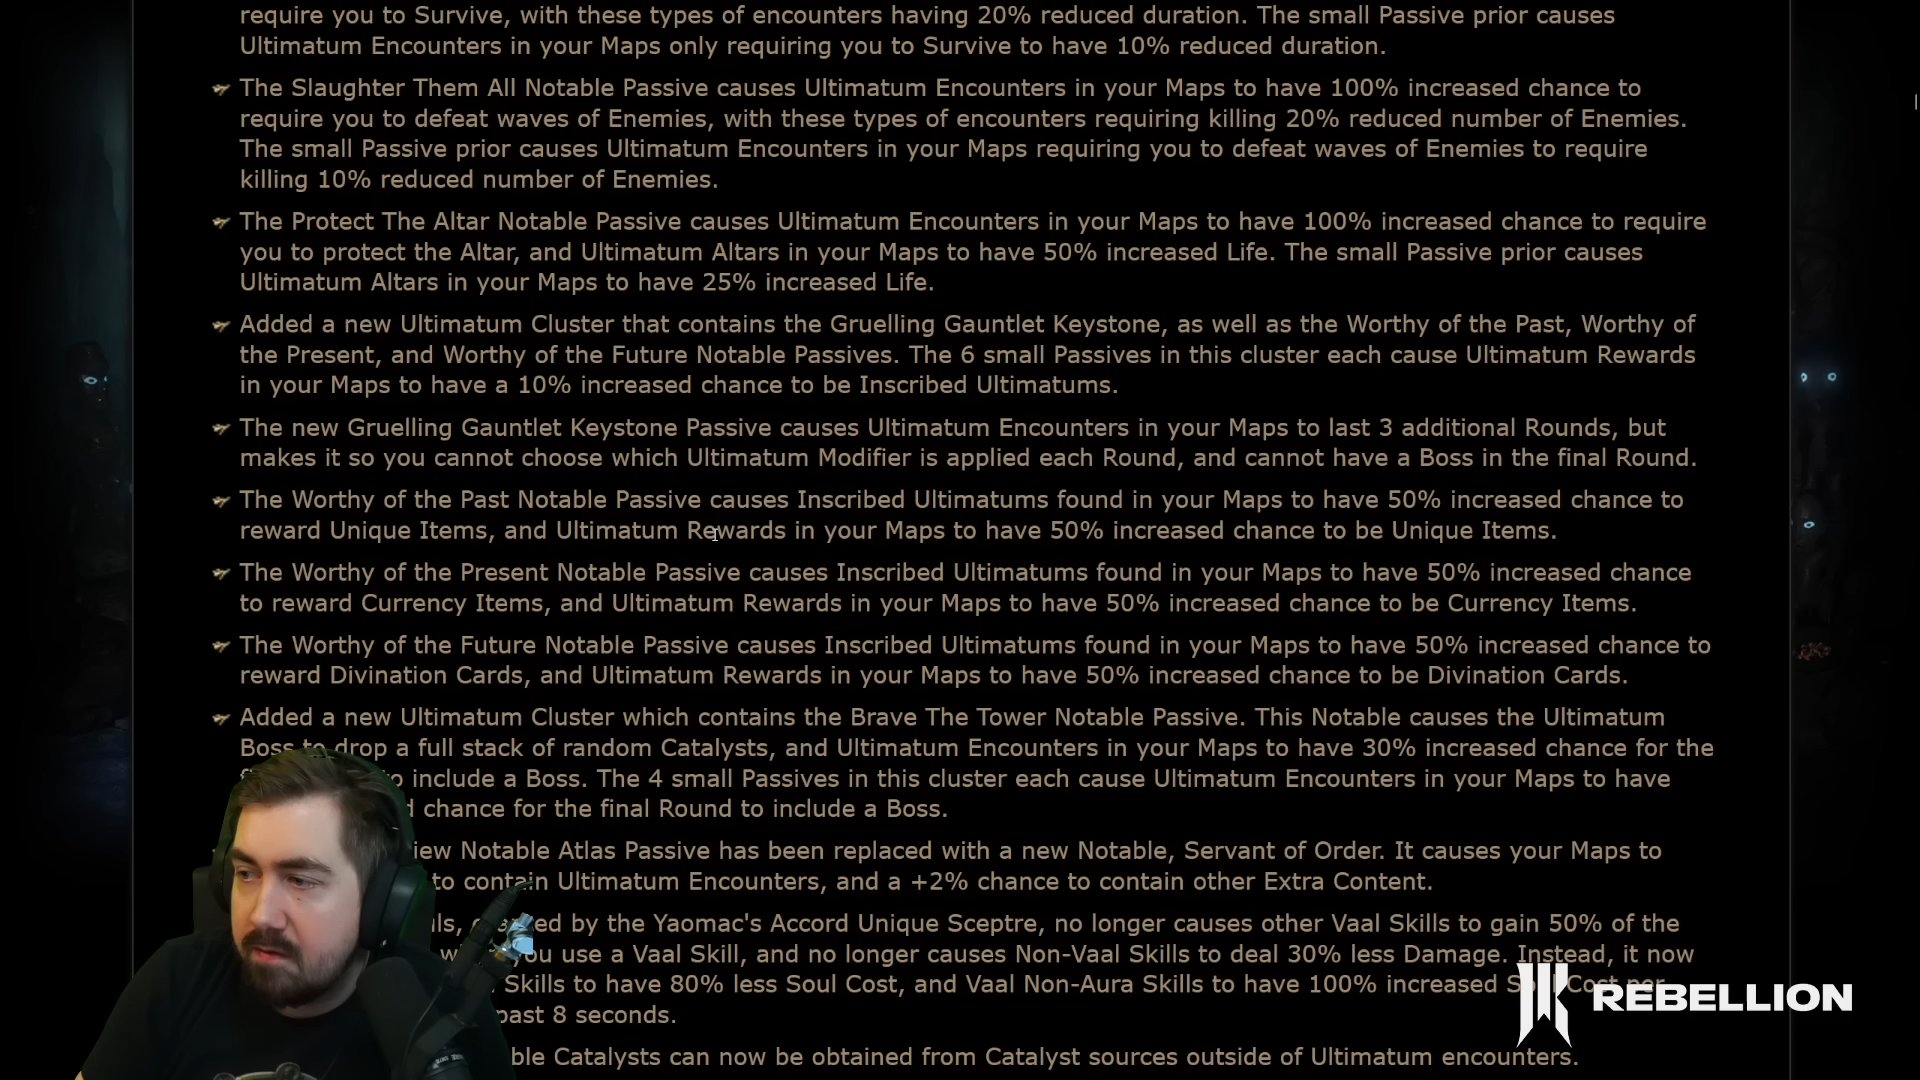 require you to Survive, with these types of encounters having 20% reduced duration. The small Passive prior causes
Ultimatum Encounters in your Maps only requiring you to Survive to have 10% reduced duration.
The Slaughter Them All Notable Passive causes Ultimatum Encounters in your Maps to have 100% increased chance to
require you to defeat waves of Enemies, with these types of encounters requiring killing 20% reduced number of Enemies.
The small Passive prior causes Ultimatum Encounters in your Maps requiring you to defeat waves of Enemies to require
killing 10% reduced number of Enemies.
The Protect The Altar Notable Passive causes Ultimatum Encounters in your Maps to have 100% increased chance to require
you to protect the Altar, and Ultimatum Altars in your Maps to have 50% increased Life. The small Passive prior causes
Ultimatum Altars in your Maps to have 25% increased Life.
Added a new Ultimatum Cluster that contains the Gruelling Gauntlet Keystone, as well as the Worthy of the Past, Worthy of
the Present, and Worthy of the Future Notable Passives. The 6 small Passives in this cluster each cause Ultimatum Rewards
in your Maps to have a 10% increased chance to be Inscribed Ultimatums.
The new Gruelling Gauntlet Keystone Passive causes Ultimatum Encounters in your Maps to last 3 additional Rounds, but
makes it so you cannot choose which Ultimatum Modifier is applied each Round, and cannot have a Boss in the final Round.
The Worthy of the Past Notable Passive causes Inscribed Ultimatums found in your Maps to have 50% increased chance to
reward Unique Items, and Ultimatum Rewards in your Maps to have 50% increased chance to be Unique Items.
The Worthy of the Present Notable Passive causes Inscribed Ultimatums found in your Maps to have 50% increased chance
to reward Currency Items, and Ultimatum Rewards in your Maps to have 50% increased chance to be Currency Items.
The Worthy of the Future Notable Passive causes Inscribed Ultimatums found in your Maps to have 50% increased chance to
reward Divination Cards, and Ultimatum Rewards in your Maps to have 50% increased chance to be Divination Cards.
Added a new Ultimatum Cluster which contains the Brave The Tower Notable Passive. This Notable causes the Ultimatum
Boss to drop a full stack of random Catalysts, and Ultimatum Encounters in your Maps to have 30% increased chance for the
to include a Boss. The 4 small Passives in this cluster each cause Ultimatum Encounters in your Maps to have
chance for the final Round to include a Boss.
Notable Atlas Passive has been replaced with a new Notable, Servant of Order. It causes your Maps to
to contain Ultimatum Encounters, and a +2% chance to contain other Extra Content.
by the Yaomac's Accord Unique Sceptre, no longer causes other Vaal Skills to gain 50% of the
you use a Vaal Skill, and no longer causes Non-Vaal Skills to deal 30% less Damage. Instead, it now
Skills to have 80% less Soul Cost, and Vaal Non-Aura Skills to have 100% increased Soul Cost per
past 8 seconds.
Catalysts can now be obtained from Catalyst sources outside of Ultimatum encounters.
REBELLION